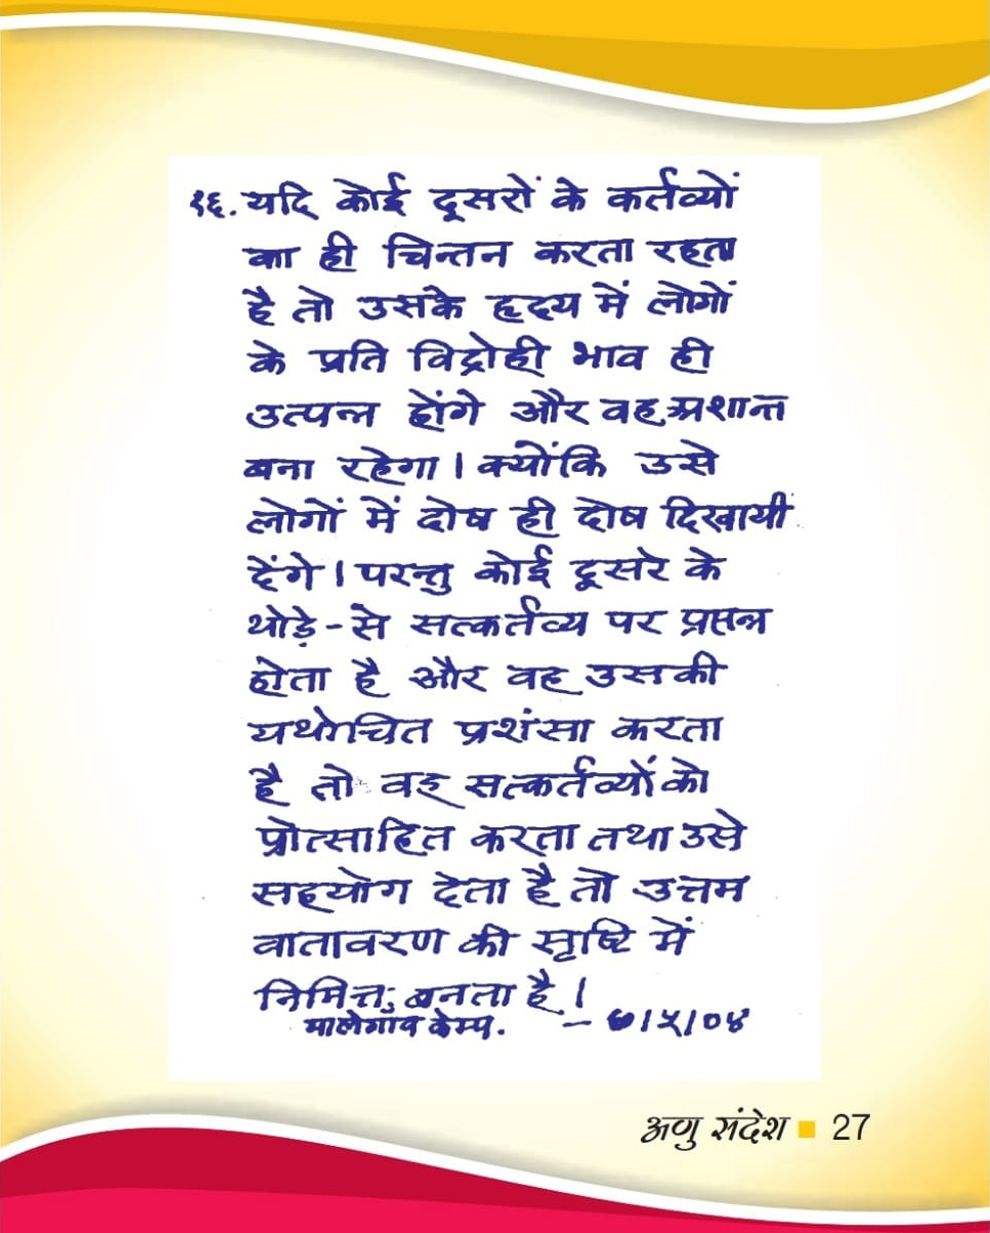 १६. यदि कोई दूसरों के कर्तव्यों
का ही चिन्तन करता रहता
है तो उसके हृदय में लोगों
के प्रति विद्रोही भाव ही
उत्पन्न होंगे और वह अशान्त
बना रहेगा। क्योंकि उसे
लोगों में दोष ही दोष दिखायी
देंगे। परन्तु कोई दूसरे के
थोड़े-से सत्कर्तव्य पर प्रसन्न
होता है और वह उसकी
यथोचित प्रशंसा करता
है तो वह सत्कर्तव्यों को
प्रोत्साहित करता तथा उसे
सहयोग देता है तो उत्तम
वातावरण की सृष्टि में
निमित्त बनता है।
मालेगाँव केम्प. - ७/५/०४
अणु संदेश ■ 27